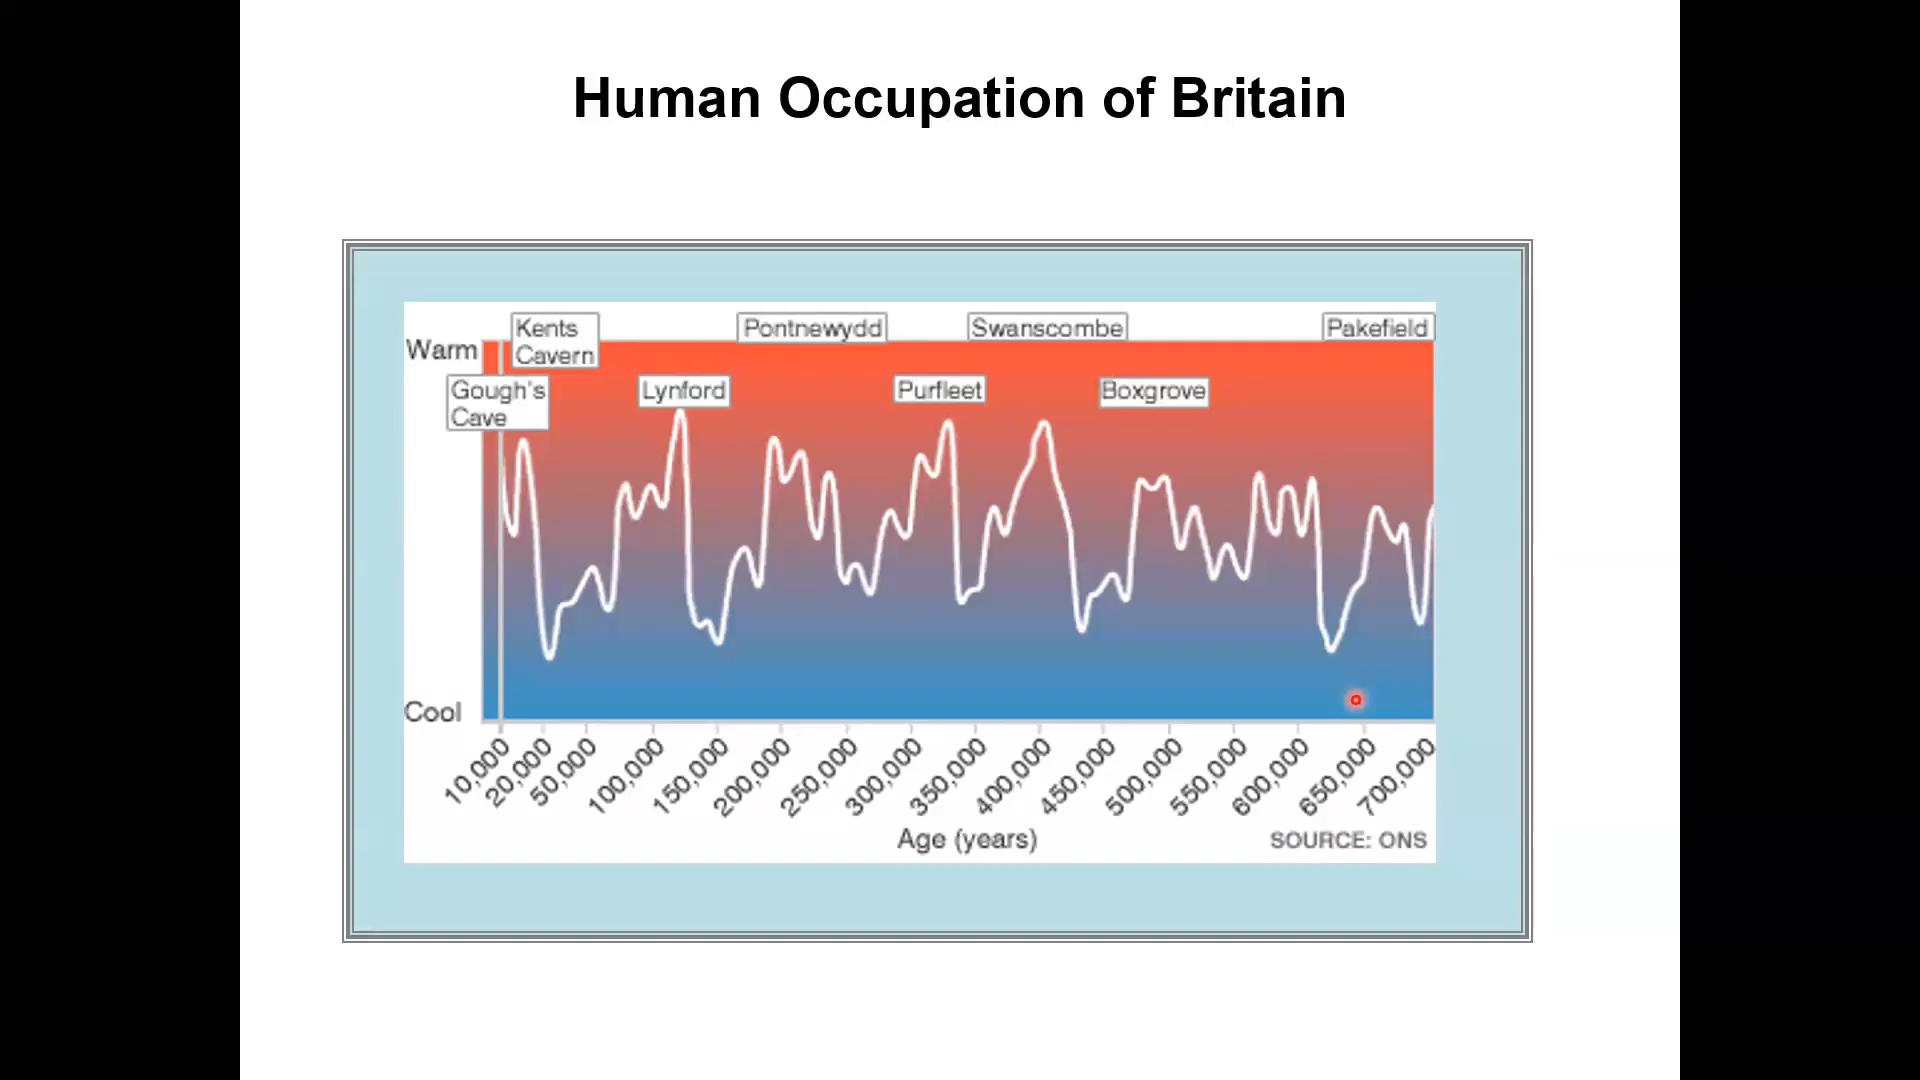 Human Occupation of Britain
Kents
Cavern
Pontnewydd
Swanscombe
Pakefield
Warm
Gough's
Cave
Lynford
Purfleet
Boxgrove
Cool
10,000
20,000
50,000
100,000
150,000
200,000
250,000
300,000
350,000
400,000
450,000
500,000
550,000
600,000
650,000
700,000
Age (years)
SOURCE: ONS